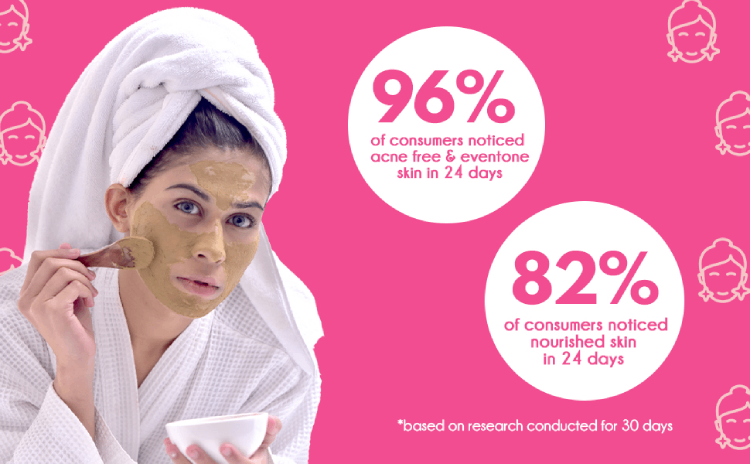 96%
of consumers noticed
acne free & eventone
skin in 24 days
82%
of consumers noticed
nourished skin
in 24 days
*based on research conducted for 30 days